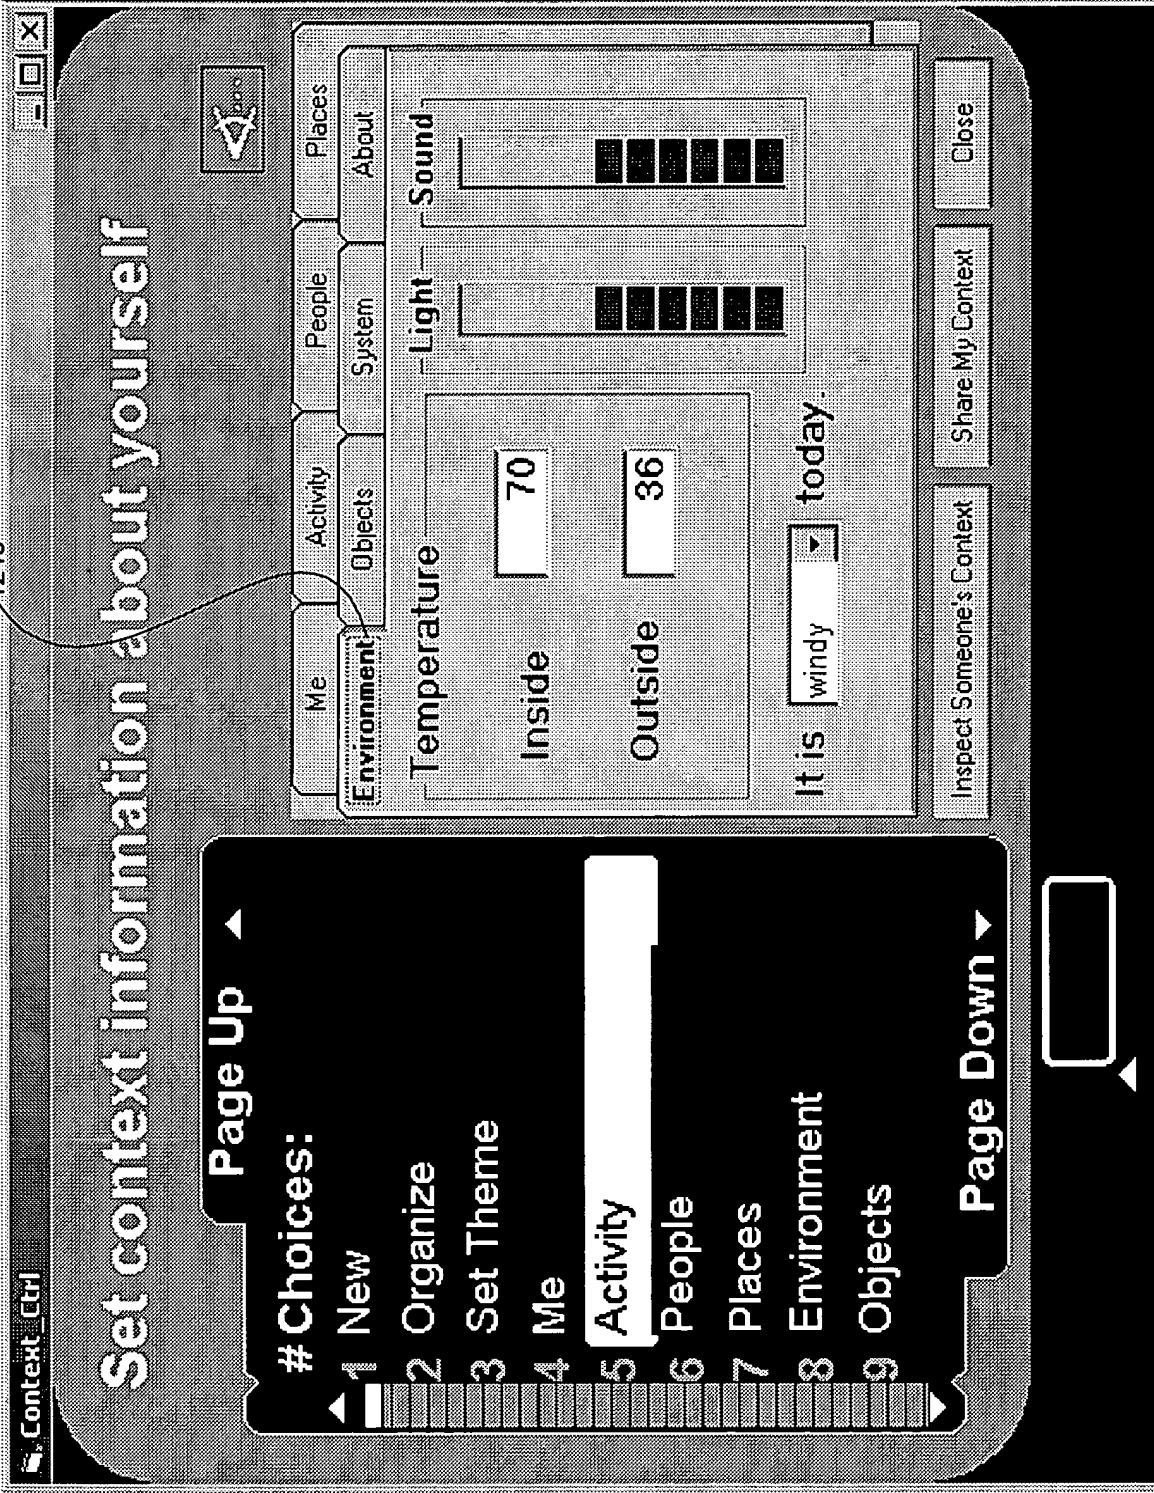 Context_Ctrl
Set context information about yourself
Page Up
# Choices:
1 New
2 Organize
3 Set Theme
4 Me
5 Activity
6 People
7 Places
8 Environment
9 Objects
Page Down
Me Activity People Places
Environment Objects System About
Temperature
Inside 70
Outside 36
Light
Sound
It is windy today.
Inspect Someone's Context Share My Context Close